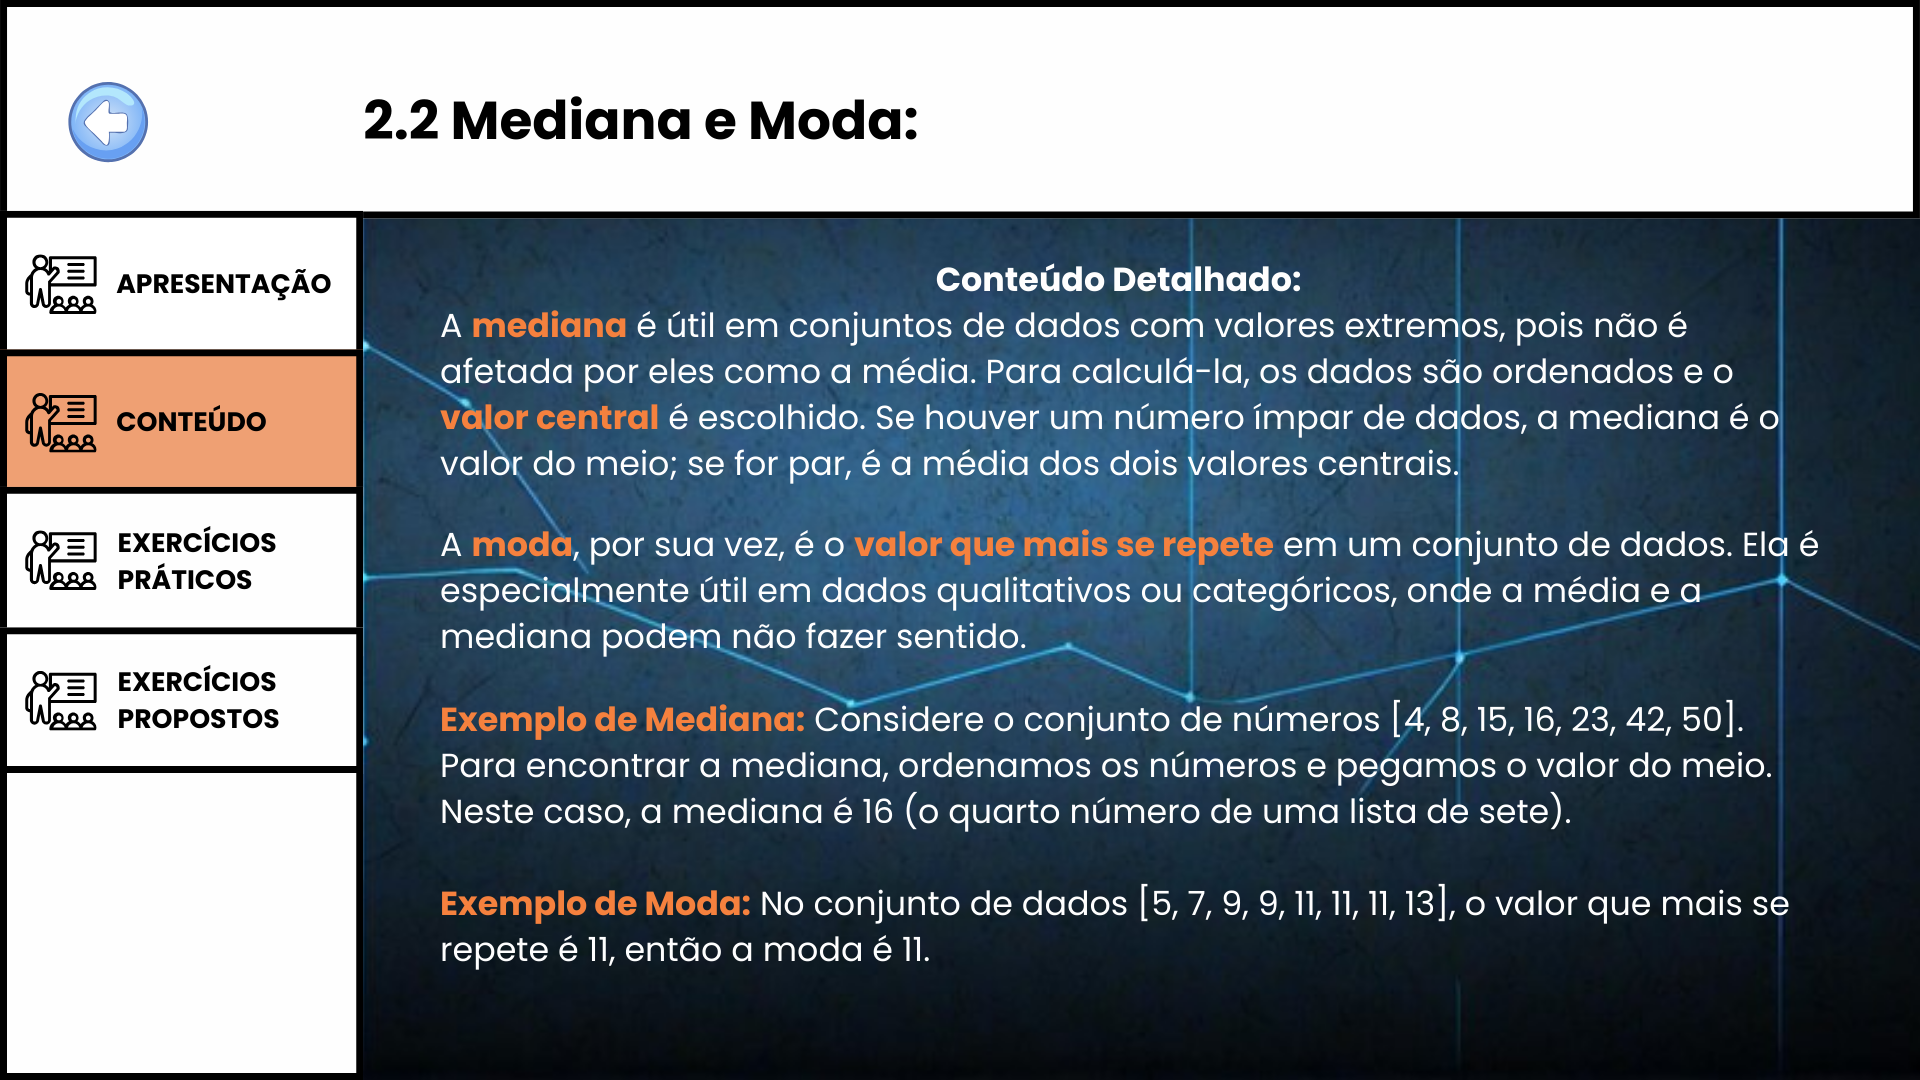 2.2 Mediana e Moda:
APRESENTAÇÃO
CONTEÚDO
EXERCÍCIOS
PRÁTICOS
EXERCÍCIOS
PROPOSTOS
Conteúdo Detalhado:
A mediana é útil em conjuntos de dados com valores extremos, pois não é
afetada por eles como a média. Para calculá-la, os dados são ordenados e o
valor central é escolhido. Se houver um número ímpar de dados, a mediana é o
valor do meio; se for par, é a média dos dois valores centrais.
A moda, por sua vez, é o valor que mais se repete em um conjunto de dados. Ela é
especialmente útil em dados qualitativos ou categóricos, onde a média e a
mediana podem não fazer sentido.
Exemplo de Mediana: Considere o conjunto de números [4, 8, 15, 16, 23, 42, 50].
Para encontrar a mediana, ordenamos os números e pegamos o valor do meio.
Neste caso, a mediana é 16 (o quarto número de uma lista de sete).
Exemplo de Moda: No conjunto de dados [5, 7, 9, 9, 11, 11, 11, 13], o valor que mais se
repete é 11, então a moda é 11.